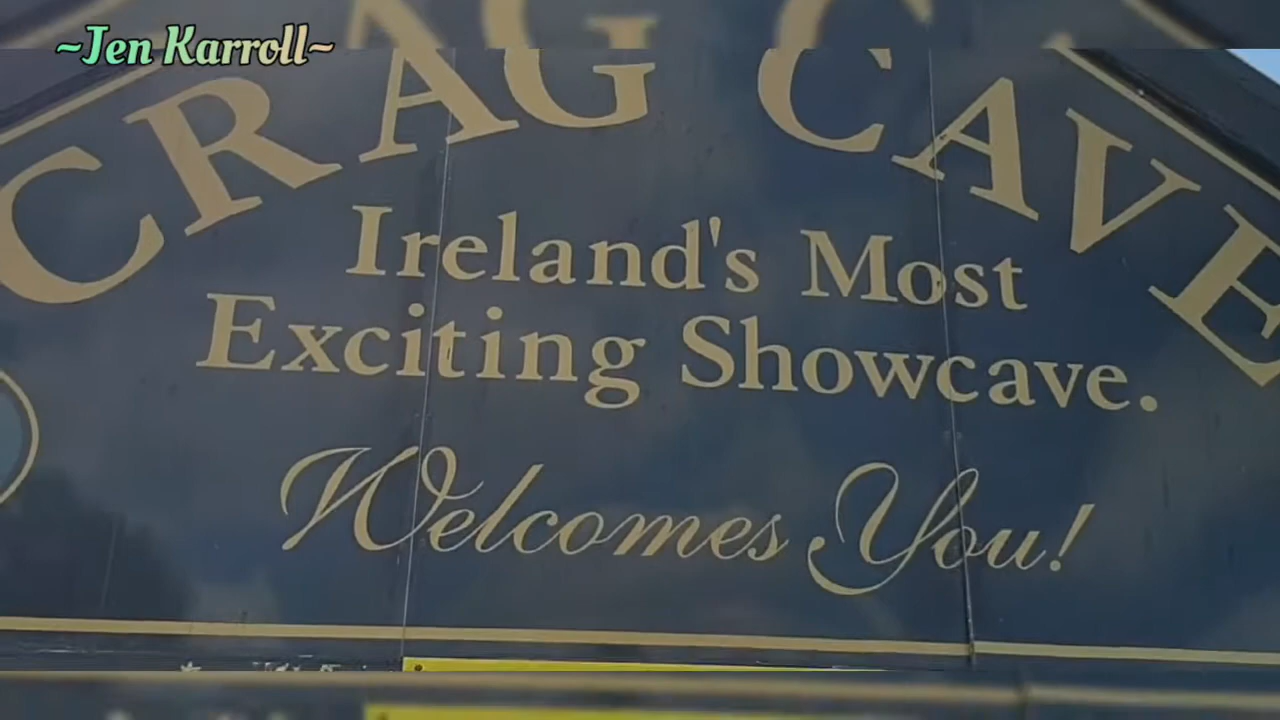 ~Jen Karroll~
CRAG CAVE
Ireland's Most
Exciting Showcave.
Welcomes You!